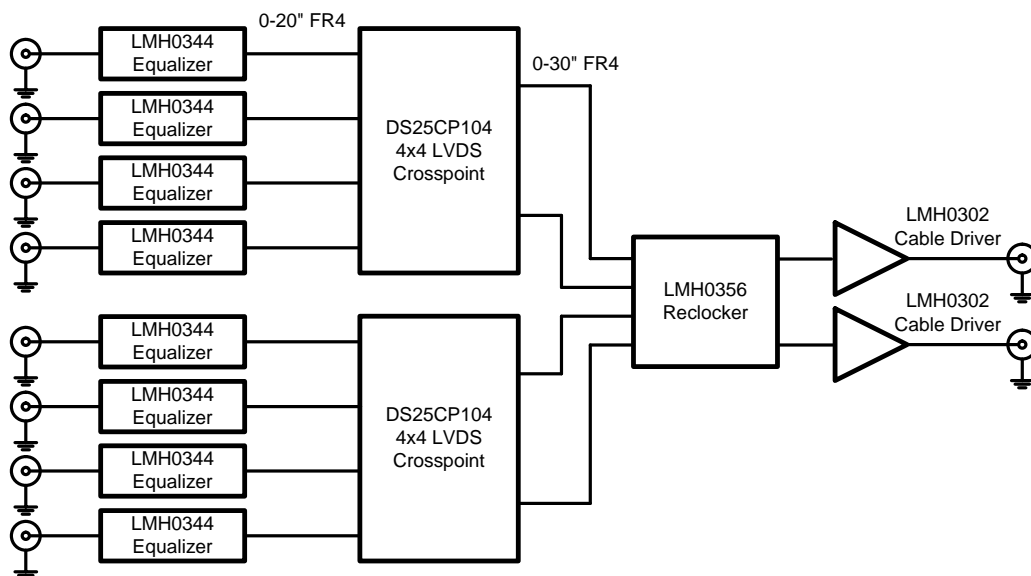 0-20" FR4
LMH0344
Equalizer
0-30" FR4
LMH0344
Equalizer
DS25CP104
4x4 LVDS
Crosspoint
LMH0344
Equalizer
LMH0344
Equalizer
LMH0302
Cable Driver
LMH0356
Reclocker
LMH0302
Cable Driver
LMH0344
Equalizer
LMH0344
Equalizer
DS25CP104
4x4 LVDS
Crosspoint
LMH0344
Equalizer
LMH0344
Equalizer